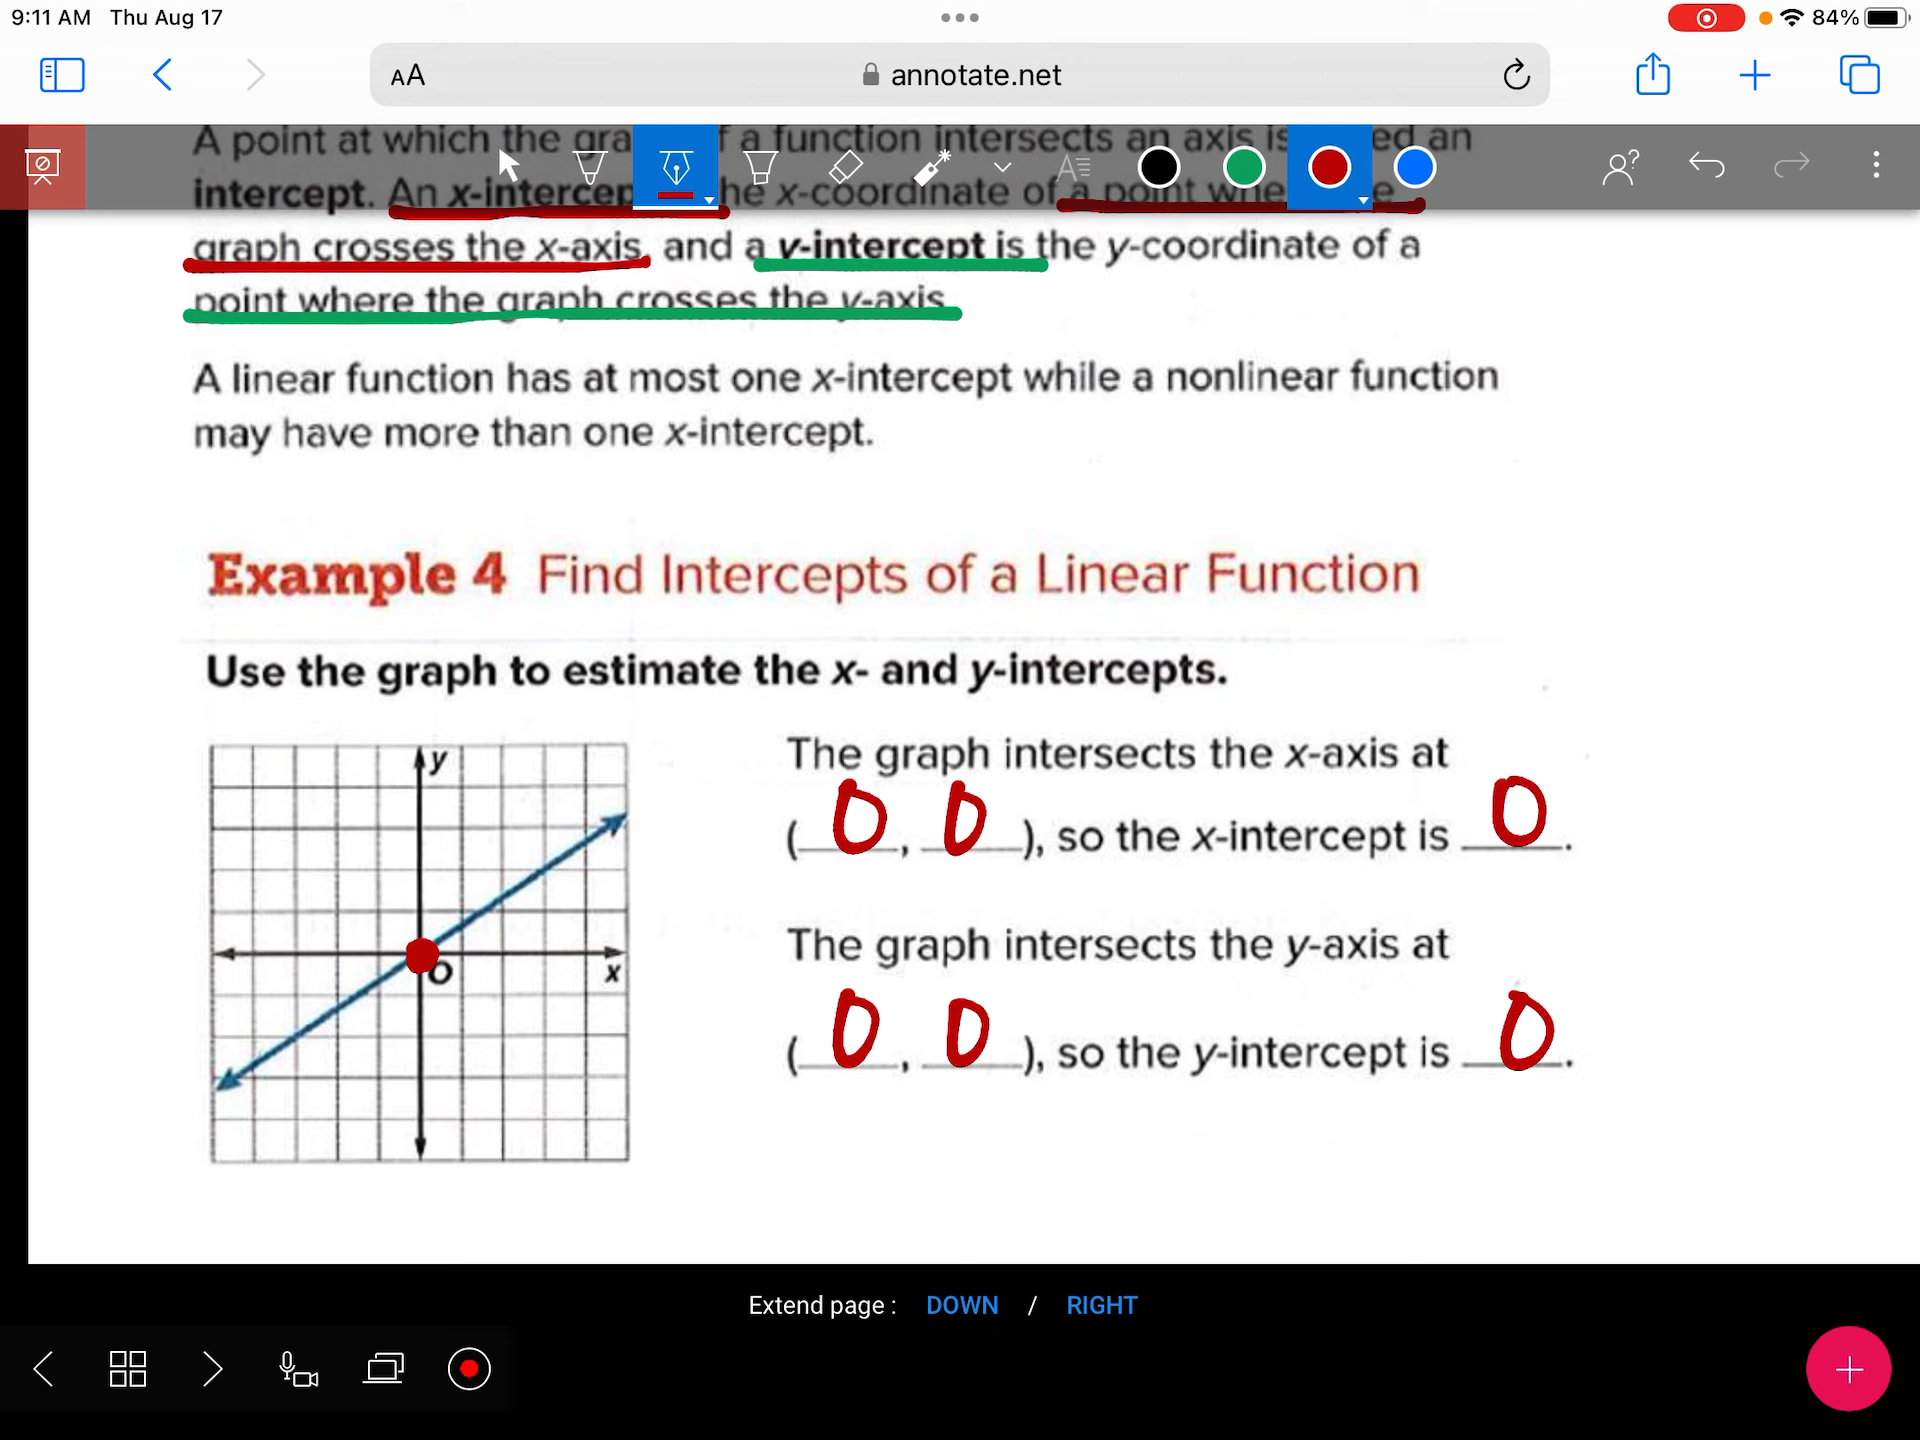 9:11 AM Thu Aug 17
84%
AA
annotate.net
A point at which the gra f a function intersects an axis is ed an
intercept. An x-intercep he x-coordinate of a point whe e
graph crosses the x-axis, and a y-intercept is the y-coordinate of a
point where the graph crosses the y-axis
A linear function has at most one x-intercept while a nonlinear function
may have more than one x-intercept.
Example 4 Find Intercepts of a Linear Function
Use the graph to estimate the x- and y-intercepts.
y
O
x
The graph intersects the x-axis at
( 0 , 0 ), so the x-intercept is 0 .
The graph intersects the y-axis at
( 0 , 0 ), so the y-intercept is 0 .
Extend page : DOWN / RIGHT